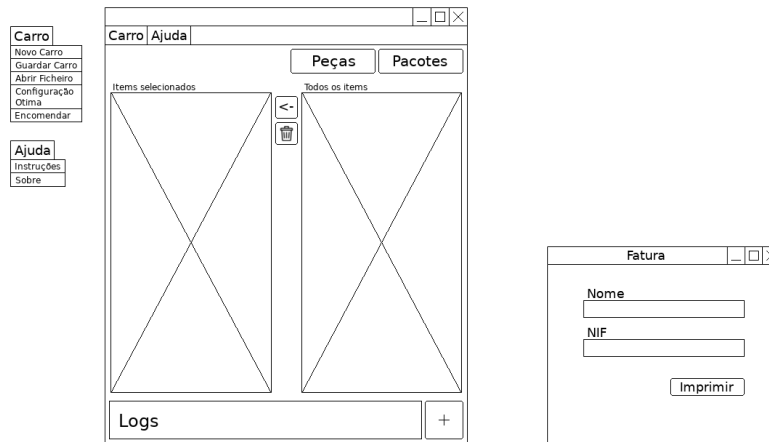 Carro
Novo Carro
Guardar Carro
Abrir Ficheiro
Configuração
Otima
Encomendar
Ajuda
Instruções
Sobre
Carro Ajuda
Peças Pacotes
Items selecionados Todos os items
<-
Logs +
Fatura
Nome
NIF
Imprimir